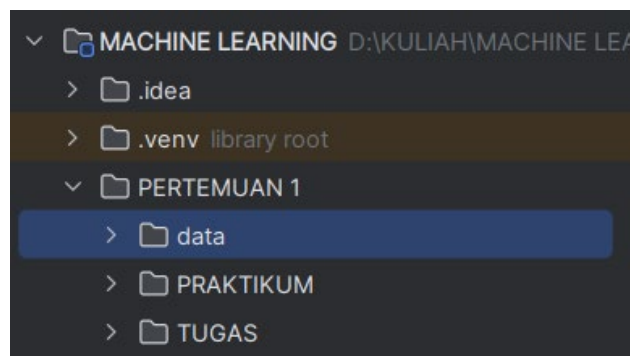 MACHINE LEARNING D:\KULIAH\MACHINE LEA
.idea
.venv library root
PERTEMUAN 1
data
PRAKTIKUM
TUGAS